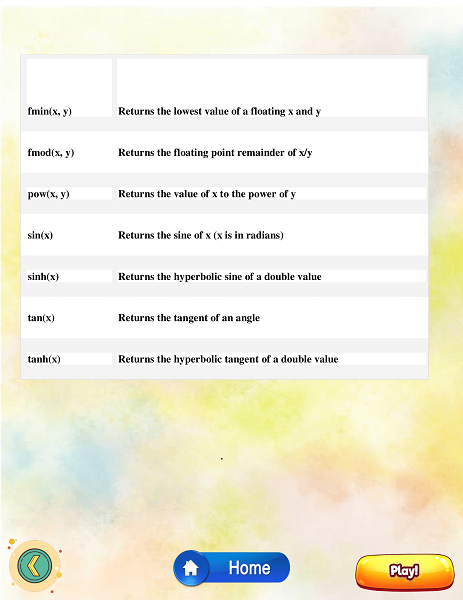 fmin(x, y) Returns the lowest value of a floating x and y
fmod(x, y) Returns the floating point remainder of x/y
pow(x, y) Returns the value of x to the power of y
sin(x) Returns the sine of x (x is in radians)
sinh(x) Returns the hyperbolic sine of a double value
tan(x) Returns the tangent of an angle
tanh(x) Returns the hyperbolic tangent of a double value
.
Home
Play!